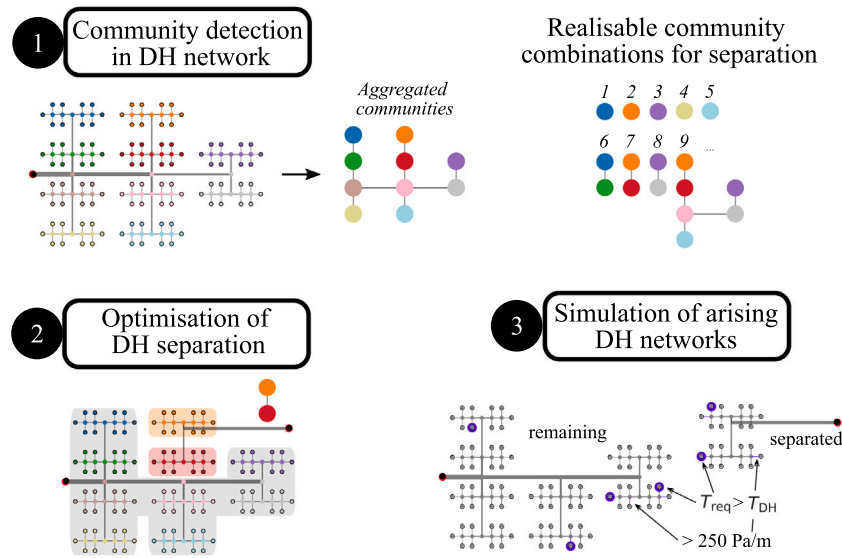 1
Community detection
in DH network
Realisable community
combinations for separation
Aggregated
communities
1 2 3 4 5
6 7 8 9 ...
2
Optimisation of
DH separation
3
Simulation of arising
DH networks
remaining
separated
T_req > T_DH
> 250 Pa/m